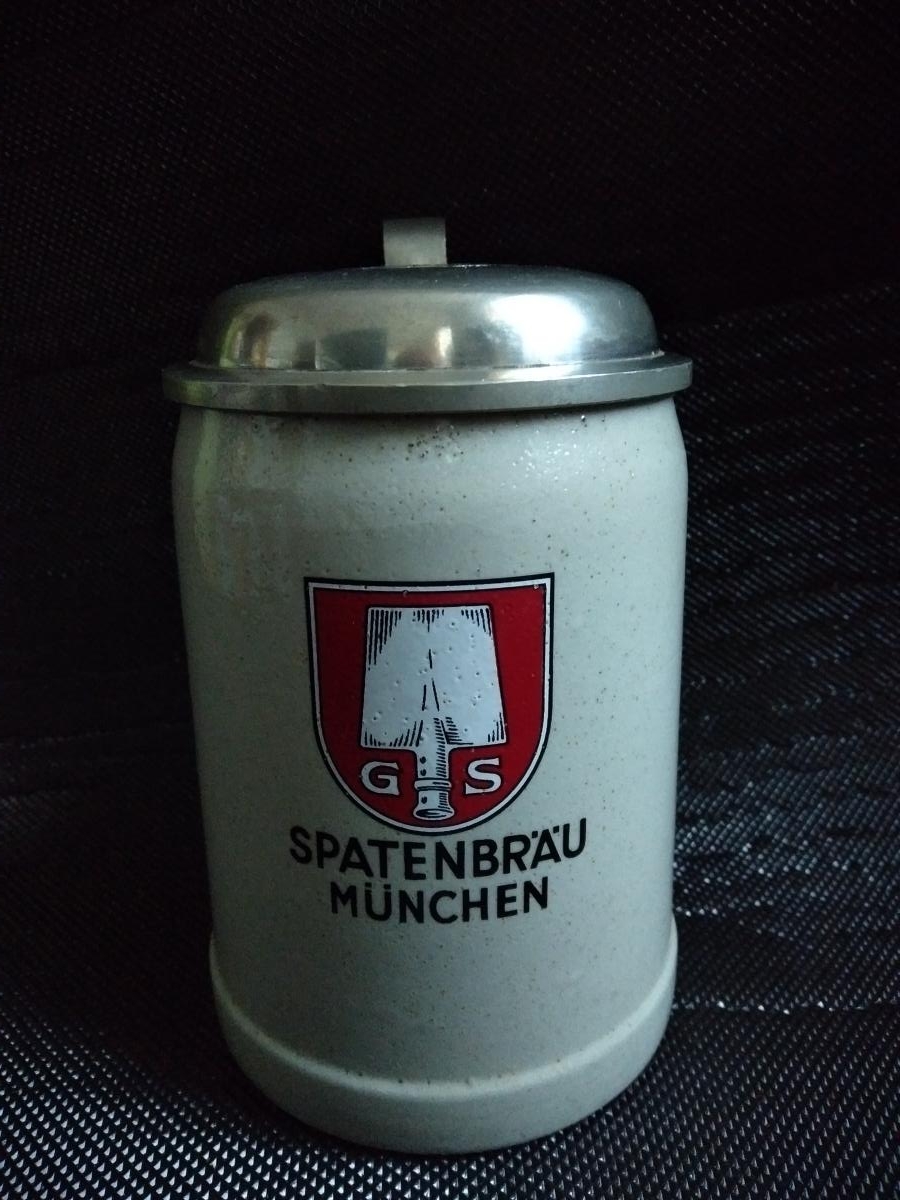 G S
SPATENBRÄU
MÜNCHEN